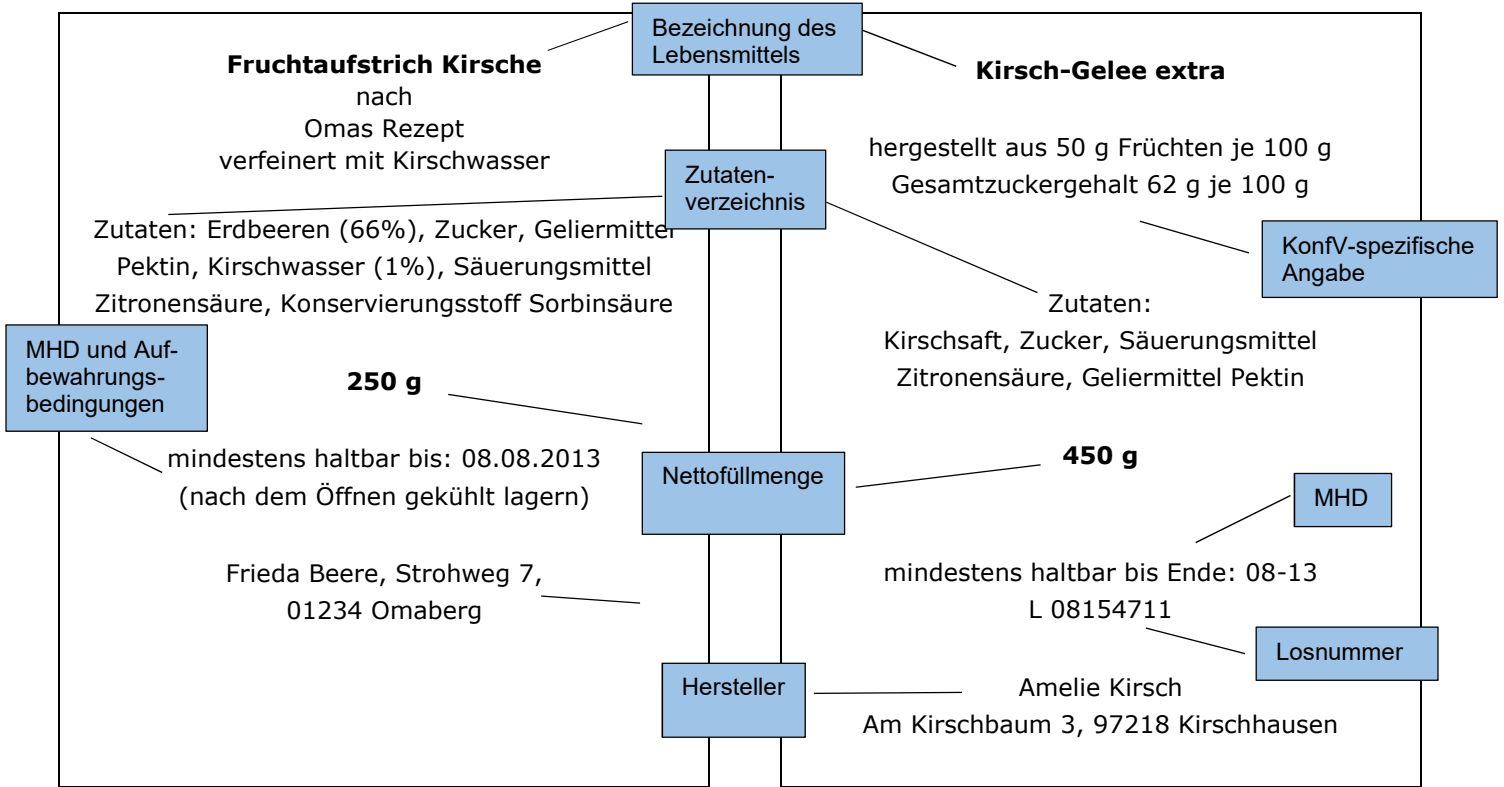 Bezeichnung des
Lebensmittels
Fruchtaufstrich Kirsche
nach
Omas Rezept
verfeinert mit Kirschwasser
Zutaten-
verzeichnis
Zutaten: Erdbeeren (66%), Zucker, Geliermittel
Pektin, Kirschwasser (1%), Säuerungsmittel
Zitronensäure, Konservierungsstoff Sorbinsäure
MHD und Auf-
bewahrungs-
bedingungen
250 g
mindestens haltbar bis: 08.08.2013
(nach dem Öffnen gekühlt lagern)
Nettofüllmenge
Frieda Beere, Strohweg 7,
01234 Omaberg
Hersteller
Kirsch-Gelee extra
hergestellt aus 50 g Früchten je 100 g
Gesamtzuckergehalt 62 g je 100 g
KonfV-spezifische
Angabe
Zutaten:
Kirschsaft, Zucker, Säuerungsmittel
Zitronensäure, Geliermittel Pektin
450 g
MHD
mindestens haltbar bis Ende: 08-13
L 08154711
Losnummer
Amelie Kirsch
Am Kirschbaum 3, 97218 Kirschhausen